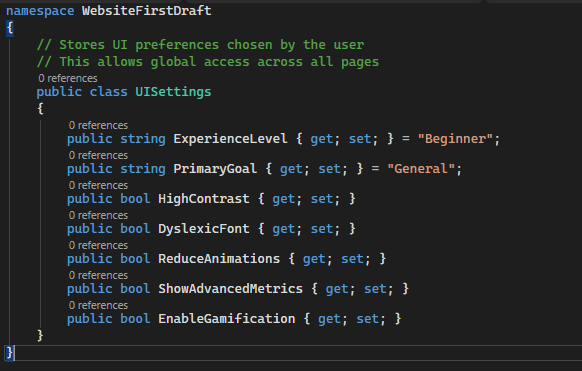 namespace WebsiteFirstDraft
{
// Stores UI preferences chosen by the user
// This allows global access across all pages
0 references
public class UISettings
{
0 references
public string ExperienceLevel { get; set; } = "Beginner";
0 references
public string PrimaryGoal { get; set; } = "General";
0 references
public bool HighContrast { get; set; }
0 references
public bool DyslexicFont { get; set; }
0 references
public bool ReduceAnimations { get; set; }
0 references
public bool ShowAdvancedMetrics { get; set; }
0 references
public bool EnableGamification { get; set; }
}
}